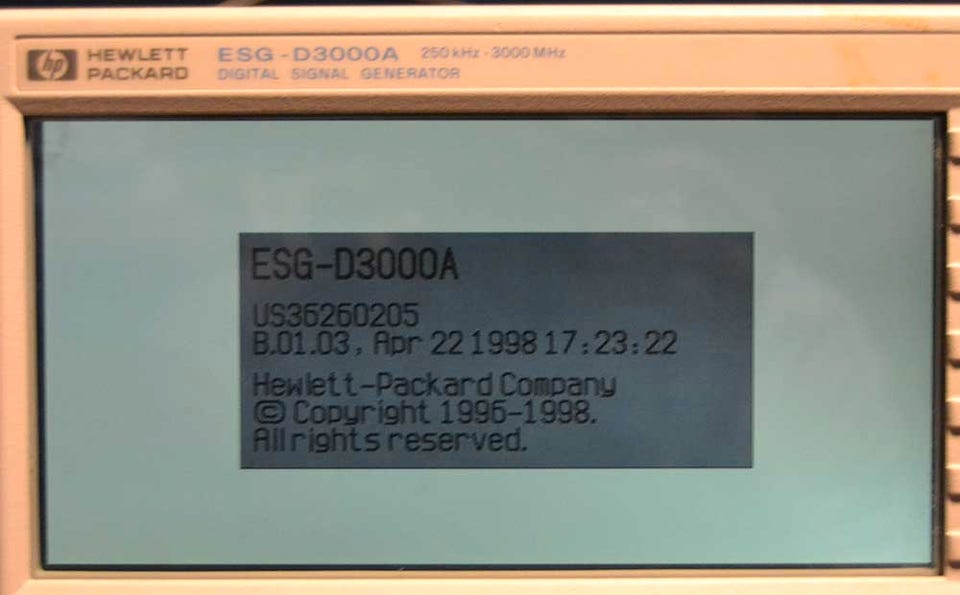 hp HEWLETT PACKARD
ESG-D3000A 250 kHz - 3000 MHz
DIGITAL SIGNAL GENERATOR
ESG-D3000A
US36260205
B.01.03, Apr 22 1998 17:23:22
Hewlett-Packard Company
© Copyright 1996-1998.
All rights reserved.